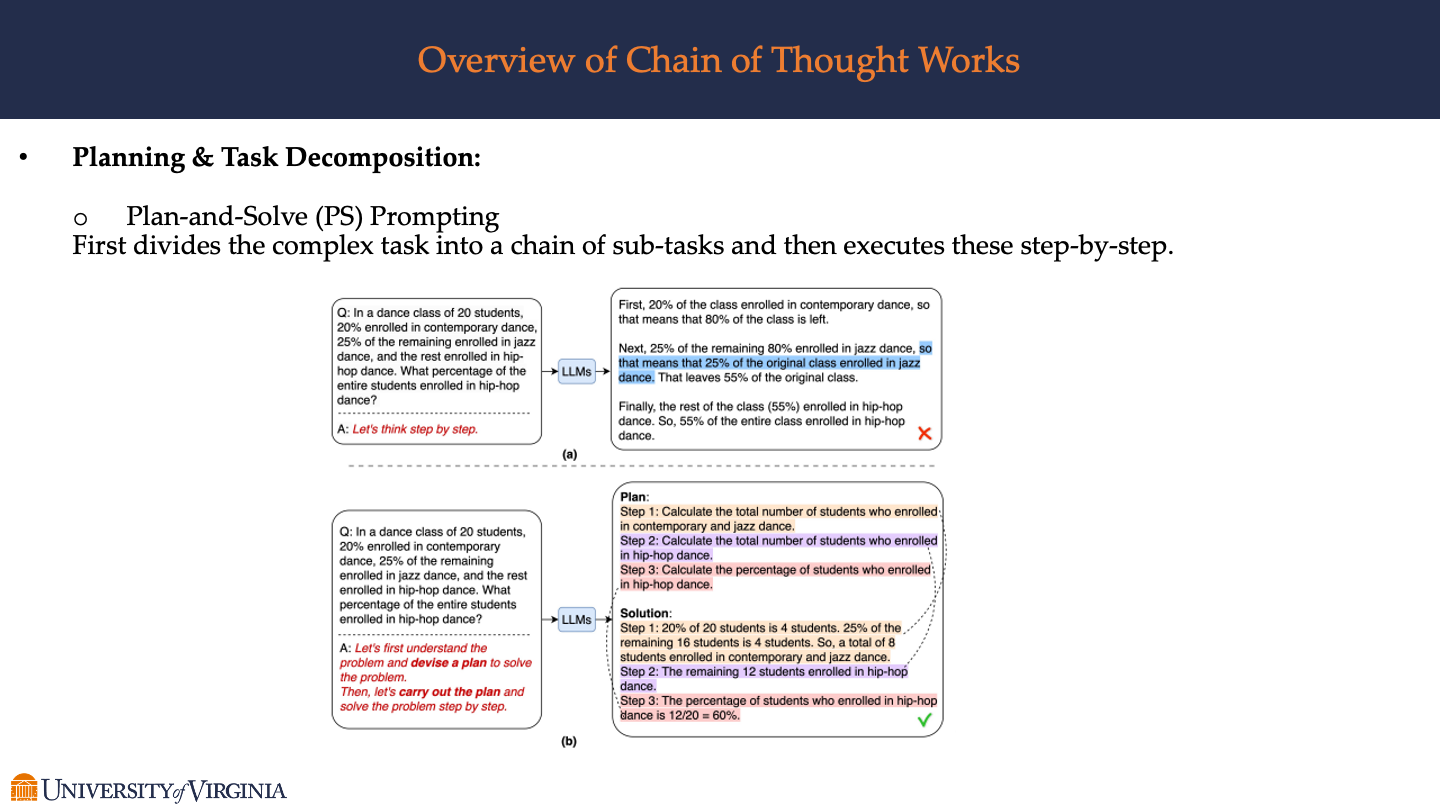 Overview of Chain of Thought Works
• Planning & Task Decomposition:
o Plan-and-Solve (PS) Prompting
First divides the complex task into a chain of sub-tasks and then executes these step-by-step.
Q: In a dance class of 20 students,
20% enrolled in contemporary dance,
25% of the remaining enrolled in jazz
dance, and the rest enrolled in hip-
hop dance. What percentage of the
entire students enrolled in hip-hop
dance?
A: Let's think step by step.
LLMs
First, 20% of the class enrolled in contemporary dance, so
that means that 80% of the class is left.
Next, 25% of the remaining 80% enrolled in jazz dance, so
that means that 25% of the original class enrolled in jazz
dance. That leaves 55% of the original class.
Finally, the rest of the class (55%) enrolled in hip-hop
dance. So, 55% of the entire class enrolled in hip-hop
dance.
(a)
Q: In a dance class of 20 students,
20% enrolled in contemporary
dance, 25% of the remaining
enrolled in jazz dance, and the rest
enrolled in hip-hop dance. What
percentage of the entire students
enrolled in hip-hop dance?
A: Let's first understand the
problem and devise a plan to solve
the problem.
Then, let's carry out the plan and
solve the problem step by step.
LLMs
Plan:
Step 1: Calculate the total number of students who enrolled
in contemporary and jazz dance.
Step 2: Calculate the total number of students who enrolled
in hip-hop dance.
Step 3: Calculate the percentage of students who enrolled
in hip-hop dance.
Solution:
Step 1: 20% of 20 students is 4 students. 25% of the
remaining 16 students is 4 students. So, a total of 8
students enrolled in contemporary and jazz dance.
Step 2: The remaining 12 students enrolled in hip-hop
dance.
Step 3: The percentage of students who enrolled in hip-hop
dance is 12/20 = 60%.
(b)
UNIVERSITY of VIRGINIA